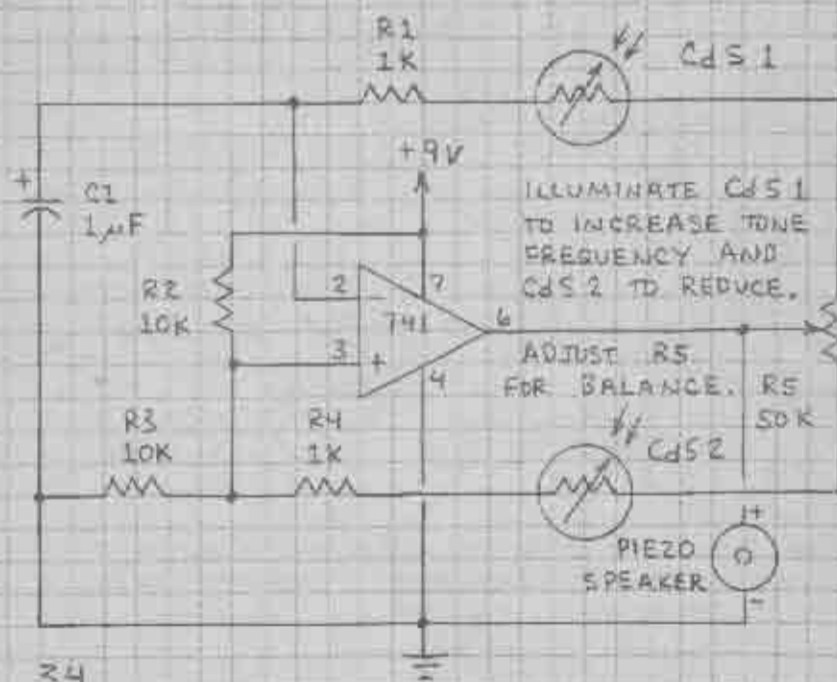 R1
1K
CdS 1
+9V
+
C1
1µF
ILLUMINATE CdS 1
TO INCREASE TONE
FREQUENCY AND
CdS 2 TO REDUCE.
R2
10K
2
-
7
741
6
3
+
4
ADJUST R5
FOR BALANCE.
R5
50K
R3
10K
R4
1K
CdS 2
+
PIEZO
SPEAKER
-
34